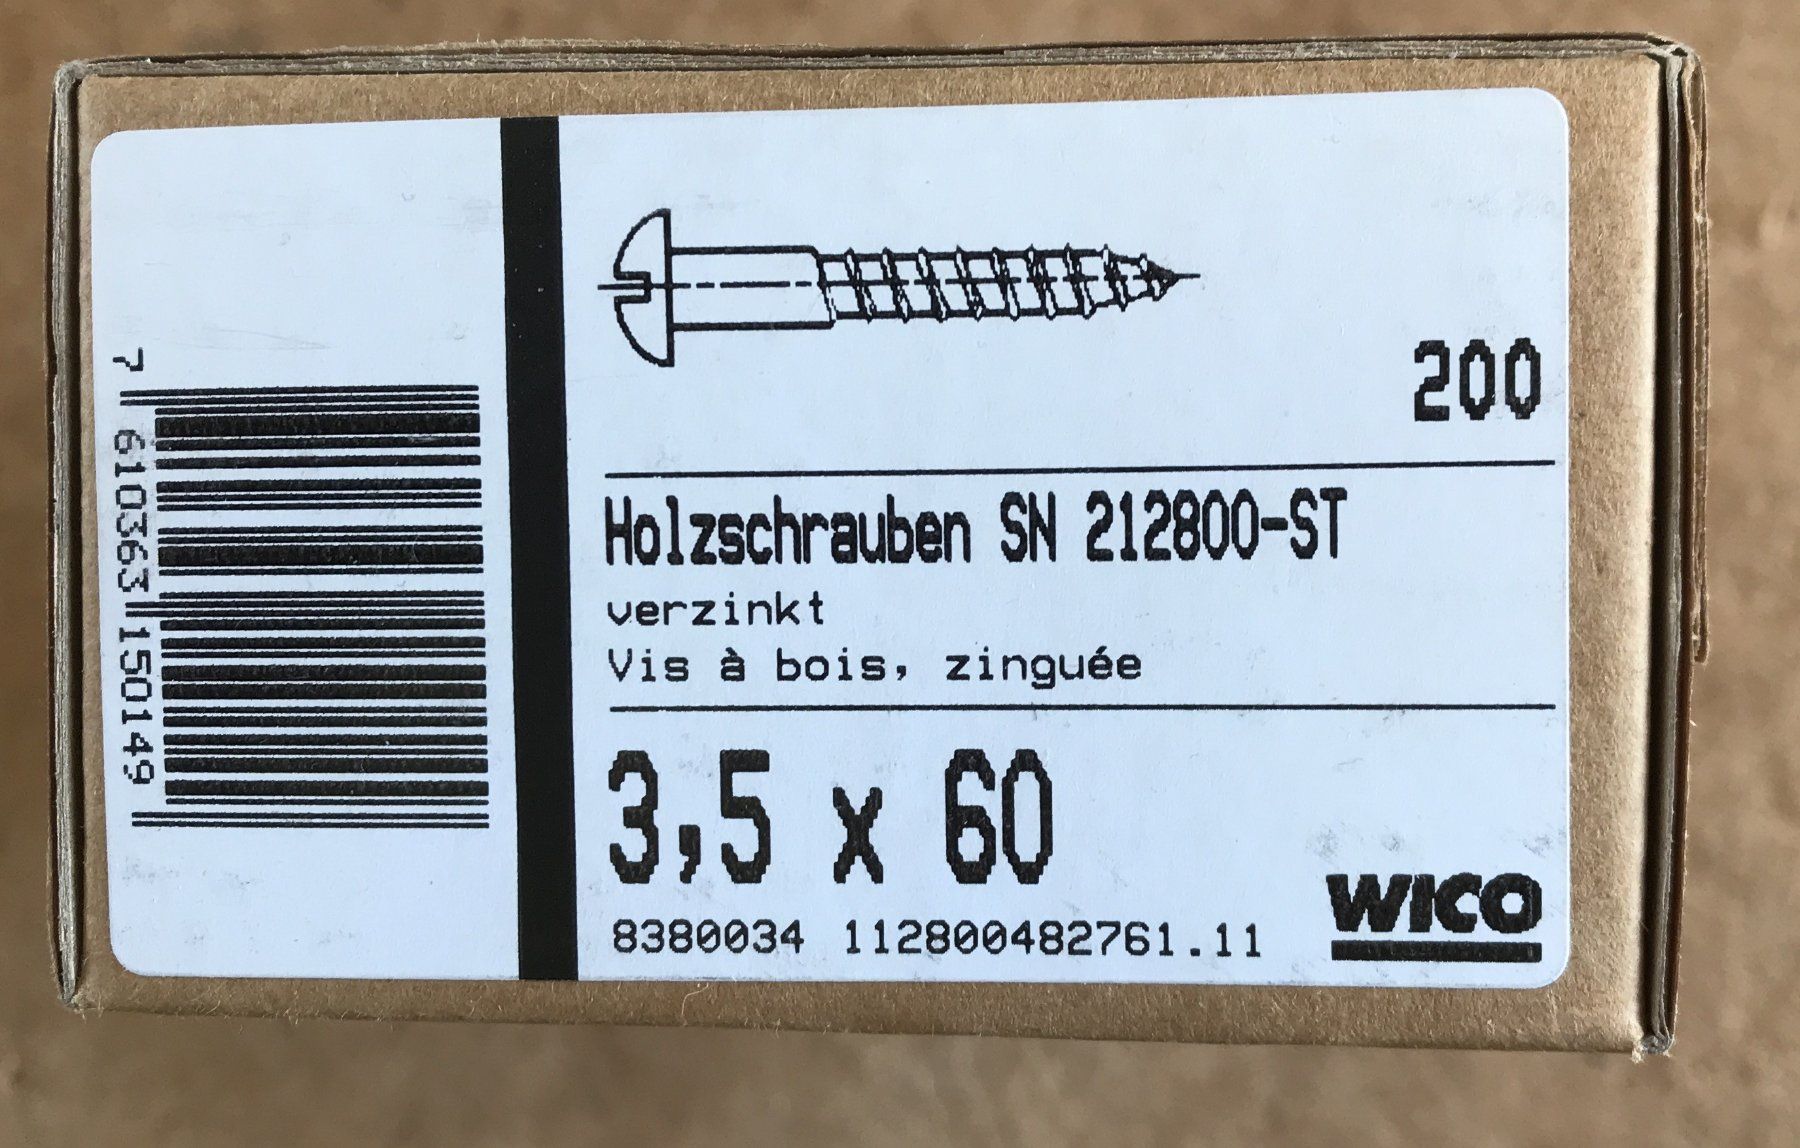 200
Holzschrauben SN 212800-ST
verzinkt
Vis à bois, zinguée
3,5 x 60
8380034 112800482761.11
WICO
7 610363 150149